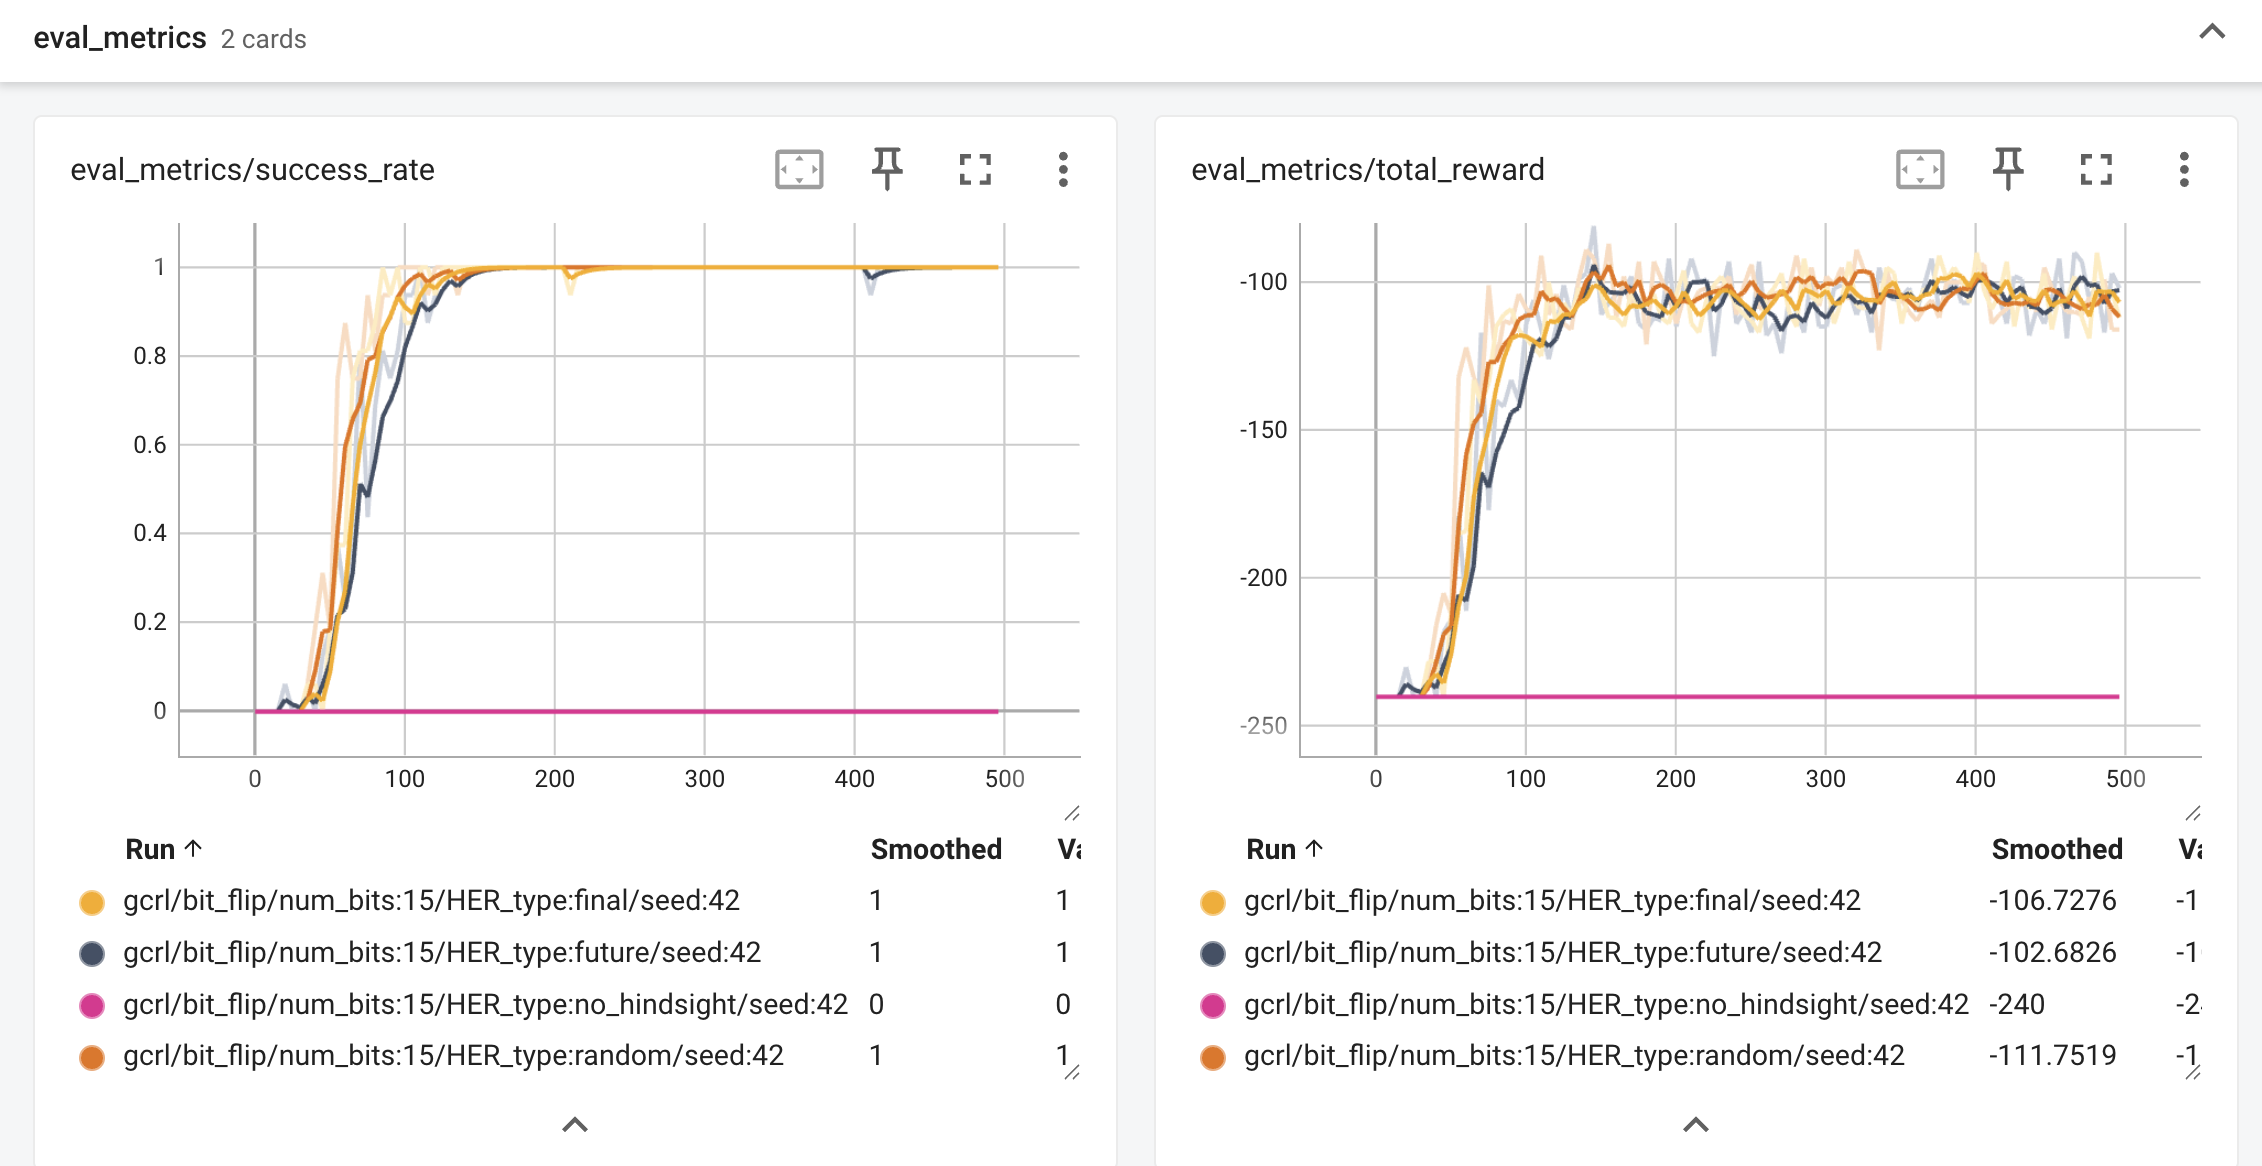 eval_metrics 2 cards
eval_metrics/success_rate
1
0.8
0.6
0.4
0.2
0
0 100 200 300 400 500
Run ↑ Smoothed
gcrl/bit_flip/num_bits:15/HER_type:final/seed:42 1 1
gcrl/bit_flip/num_bits:15/HER_type:future/seed:42 1 1
gcrl/bit_flip/num_bits:15/HER_type:no_hindsight/seed:42 0 0
gcrl/bit_flip/num_bits:15/HER_type:random/seed:42 1 1
eval_metrics/total_reward
-100
-150
-200
-250
0 100 200 300 400 500
Run ↑ Smoothed
gcrl/bit_flip/num_bits:15/HER_type:final/seed:42 -106.7276
gcrl/bit_flip/num_bits:15/HER_type:future/seed:42 -102.6826
gcrl/bit_flip/num_bits:15/HER_type:no_hindsight/seed:42 -240
gcrl/bit_flip/num_bits:15/HER_type:random/seed:42 -111.7519